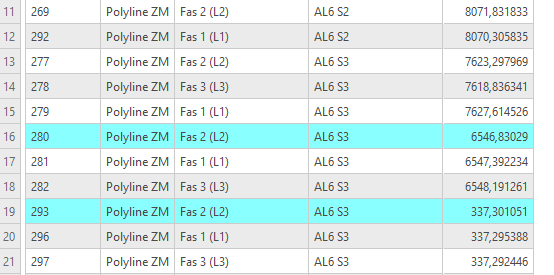 11 269 Polyline ZM Fas 2 (L2) AL6 S2 8071,831833
12 292 Polyline ZM Fas 1 (L1) AL6 S2 8070,305835
13 277 Polyline ZM Fas 2 (L2) AL6 S3 7623,297969
14 278 Polyline ZM Fas 3 (L3) AL6 S3 7618,836341
15 279 Polyline ZM Fas 1 (L1) AL6 S3 7627,614526
16 280 Polyline ZM Fas 2 (L2) AL6 S3 6546,83029
17 281 Polyline ZM Fas 1 (L1) AL6 S3 6547,392234
18 282 Polyline ZM Fas 3 (L3) AL6 S3 6548,191261
19 293 Polyline ZM Fas 2 (L2) AL6 S3 337,301051
20 296 Polyline ZM Fas 1 (L1) AL6 S3 337,295388
21 297 Polyline ZM Fas 3 (L3) AL6 S3 337,292446